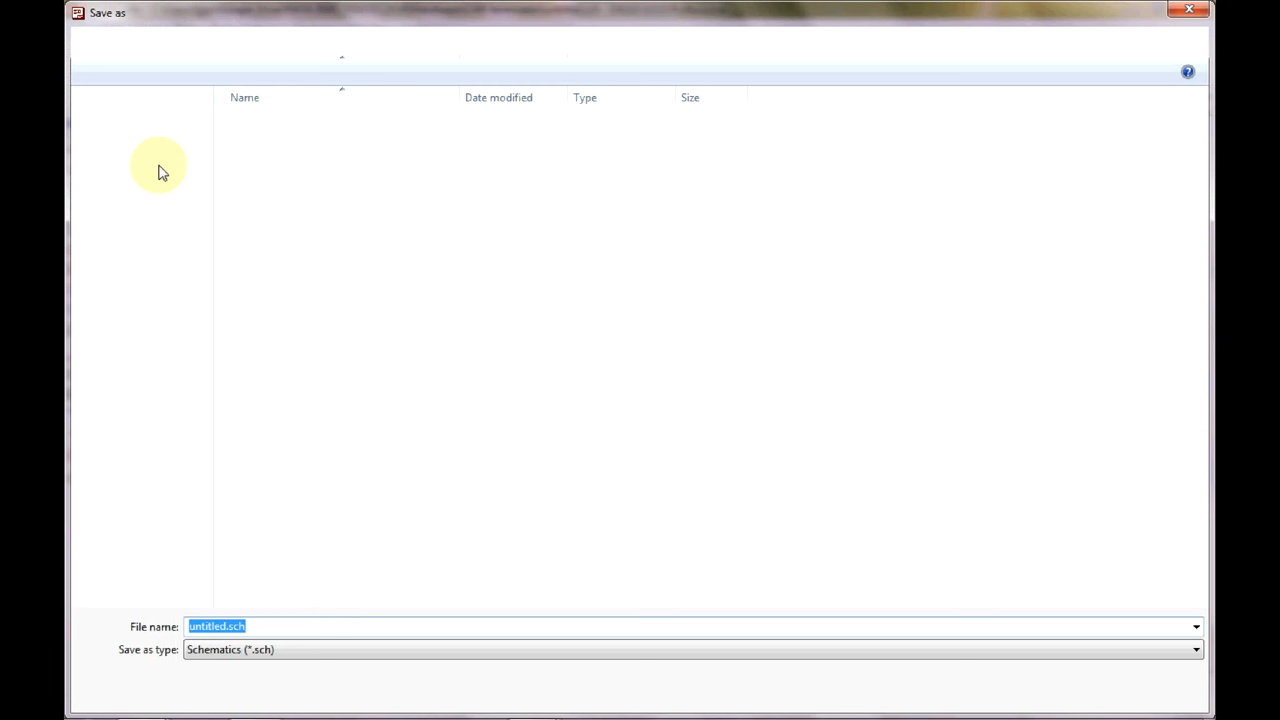 Save as
Name Date modified Type Size
File name: untitled.sch
Save as type: Schematics (*.sch)